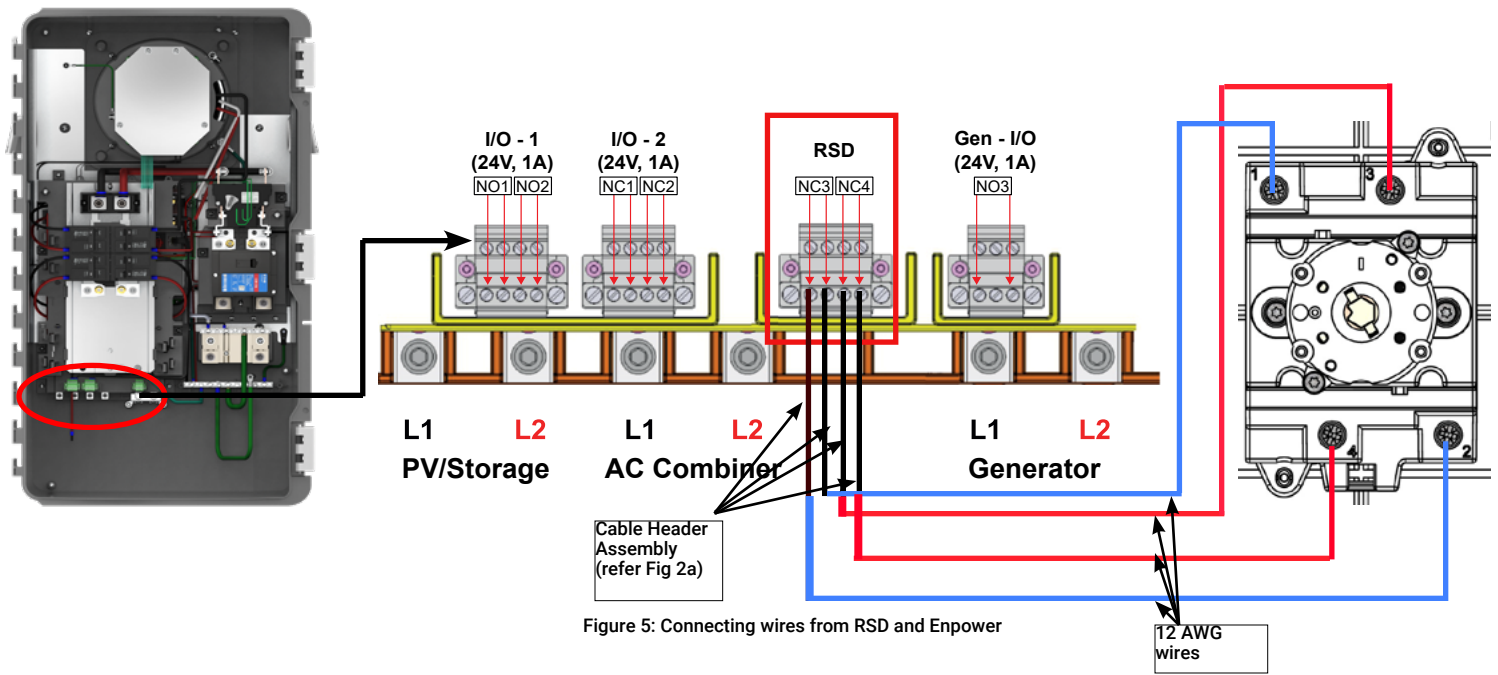 I/O - 1
(24V, 1A)
NO1 NO2
I/O - 2
(24V, 1A)
NC1 NC2
RSD
NC3 NC4
Gen - I/O
(24V, 1A)
NO3
1
3
I
4
2
L1 L2
PV/Storage
L1 L2
AC Combiner
L1 L2
Generator
Cable Header
Assembly
(refer Fig 2a)
12 AWG
wires
Figure 5: Connecting wires from RSD and Enpower